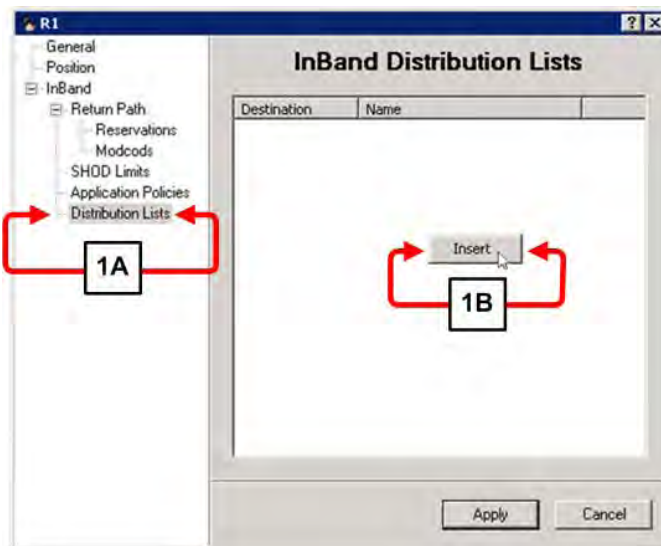 R1
General
Position
InBand
Return Path
Reservations
Modcods
SHOD Limits
Application Policies
Distribution Lists
1A
InBand Distribution Lists
Destination Name
Insert
1B
Apply Cancel